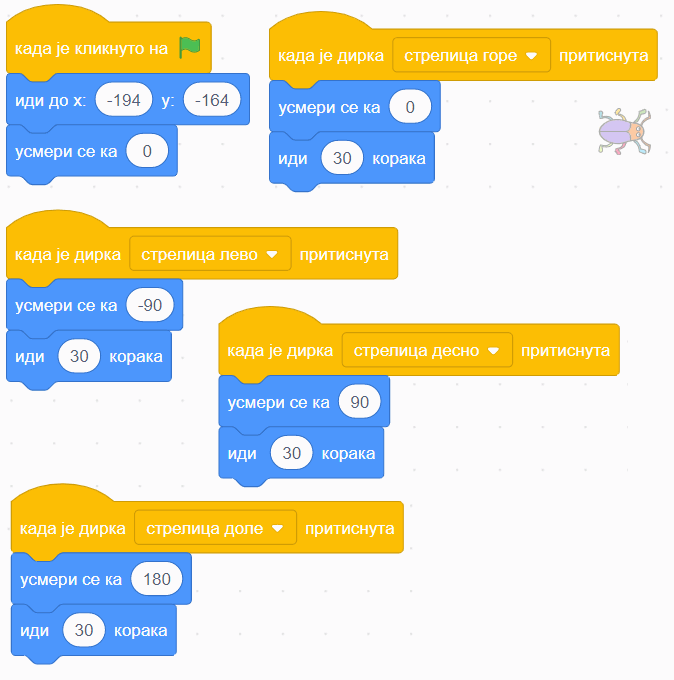 када је кликнуто на
иди до x: -194 y: -164
усмери се ка 0
када је дирка стрелица горе притиснута
усмери се ка 0
иди 30 корака
када је дирка стрелица лево притиснута
усмери се ка -90
иди 30 корака
када је дирка стрелица десно притиснута
усмери се ка 90
иди 30 корака
када је дирка стрелица доле притиснута
усмери се ка 180
иди 30 корака